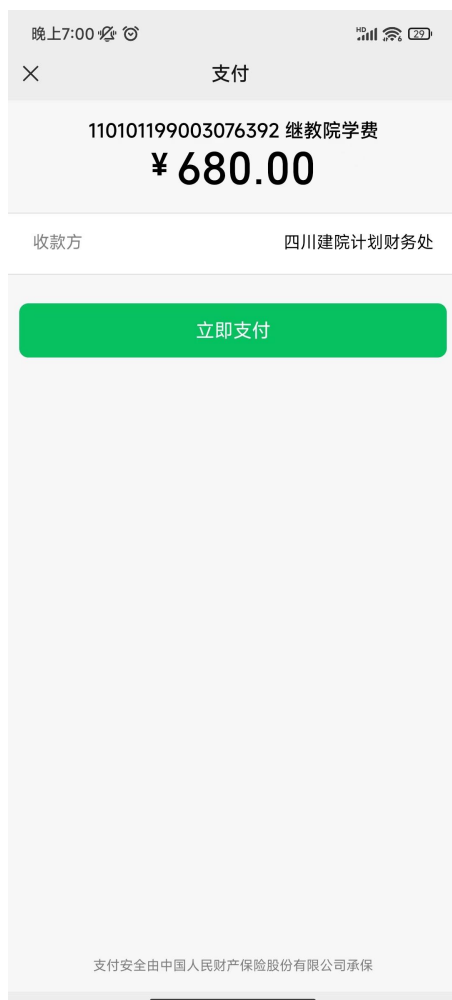 晚上7:00
HD
29
支付
110101199003076392 继教院学费
¥680.00
收款方 四川建院计划财务处
立即支付
支付安全由中国人民财产保险股份有限公司承保